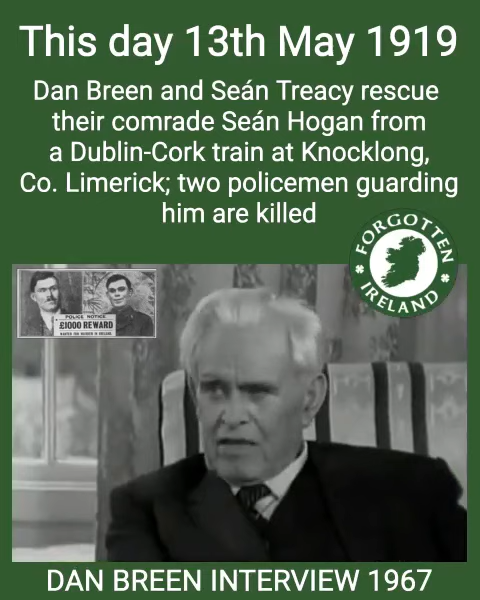 This day 13th May 1919
Dan Breen and Seán Treacy rescue
their comrade Seán Hogan from
a Dublin-Cork train at Knocklong,
Co. Limerick; two policemen guarding
him are killed
FORGOTTEN
IRELAND
POLICE NOTICE
£1000 REWARD
DAN BREEN INTERVIEW 1967